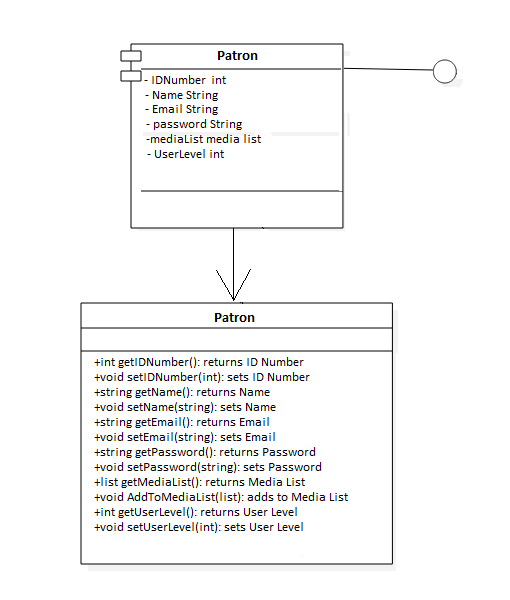 Patron
- IDNumber int
- Name String
- Email String
- password String
-mediaList media list
- UserLevel int
Patron
+int getIDNumber(): returns ID Number
+void setIDNumber(int): sets ID Number
+string getName(): returns Name
+void setName(string): sets Name
+string getEmail(): returns Email
+void setEmail(string): sets Email
+string getPassword(): returns Password
+void setPassword(string): sets Password
+list getMediaList(): returns Media List
+void AddToMediaList(list): adds to Media List
+int getUserLevel(): returns User Level
+void setUserLevel(int): sets User Level